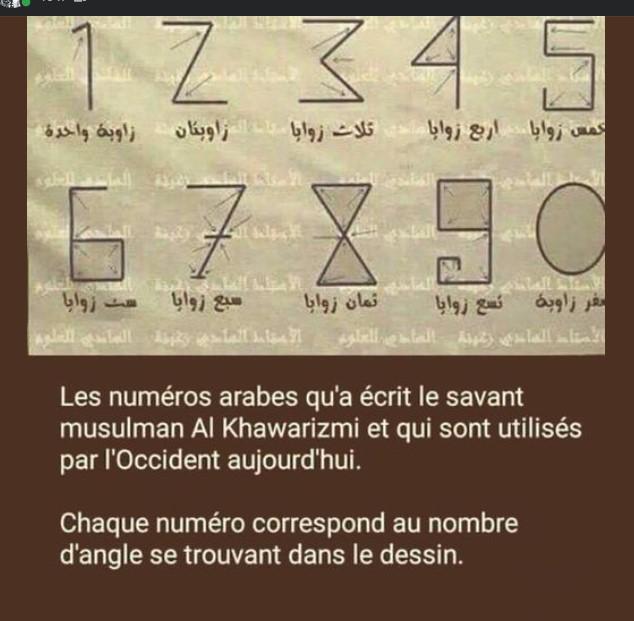 1 2 3 4 5
زاوية واحدة زاويتان ثلاث زوايا اربع زوايا خمس زوايا
6 7 8 9 0
ست زوايا سبع زوايا ثمان زوايا تسع زوايا صفر زاوية
Les numéros arabes qu'a écrit le savant
musulman Al Khawarizmi et qui sont utilisés
par l'Occident aujourd'hui.
Chaque numéro correspond au nombre
d'angle se trouvant dans le dessin.